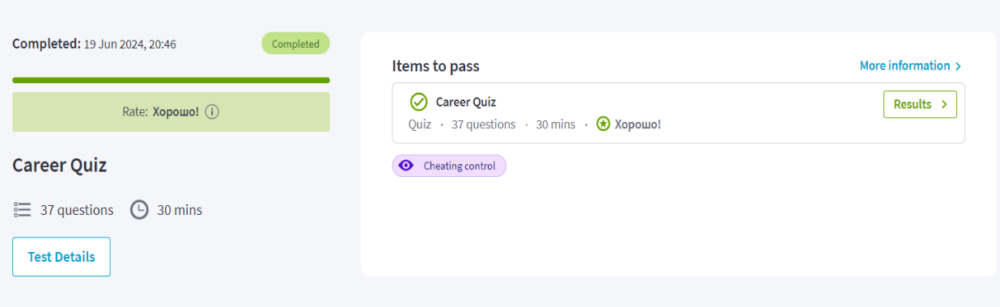 Completed: 19 Jun 2024, 20:46
Completed
Rate: Хорошо!
Career Quiz
37 questions
30 mins
Test Details
Items to pass
More information
Career Quiz
Results
Quiz · 37 questions · 30 mins · Хорошо!
Cheating control